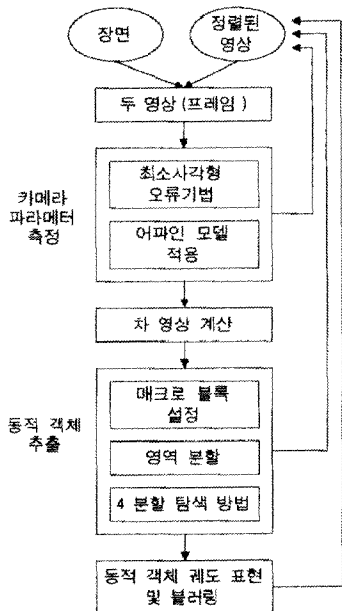 장면
정렬된
영상
두 영상(프레임)
카메라
파라메터
측정
최소사각형
오류기법
어파인 모델
적용
차 영상 계산
동적 객체
추출
매크로 블록
설정
영역 분할
4 분할 탐색 방법
동적 객체 궤도 표현
및 블러링